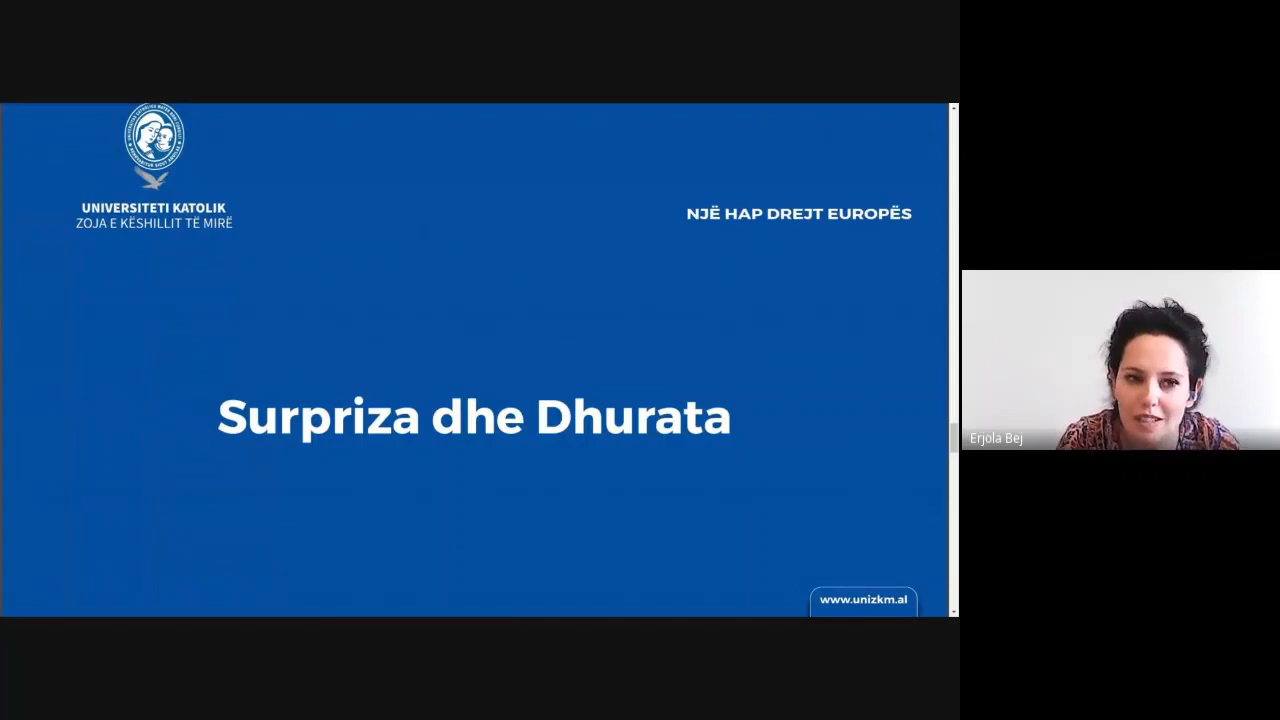 UNIVERSITETI KATOLIK
ZOJA E KËSHILLIT TË MIRË
NJË HAP DREJT EUROPËS
Surpriza dhe Dhurata
www.unizkm.al
Erjola Bej